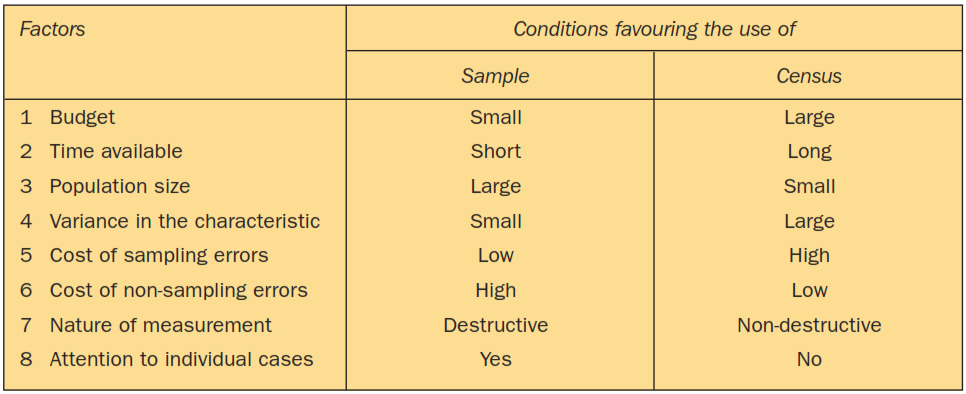 Factors Conditions favouring the use of
Sample Census
1 Budget Small Large
2 Time available Short Long
3 Population size Large Small
4 Variance in the characteristic Small Large
5 Cost of sampling errors Low High
6 Cost of non-sampling errors High Low
7 Nature of measurement Destructive Non-destructive
8 Attention to individual cases Yes No